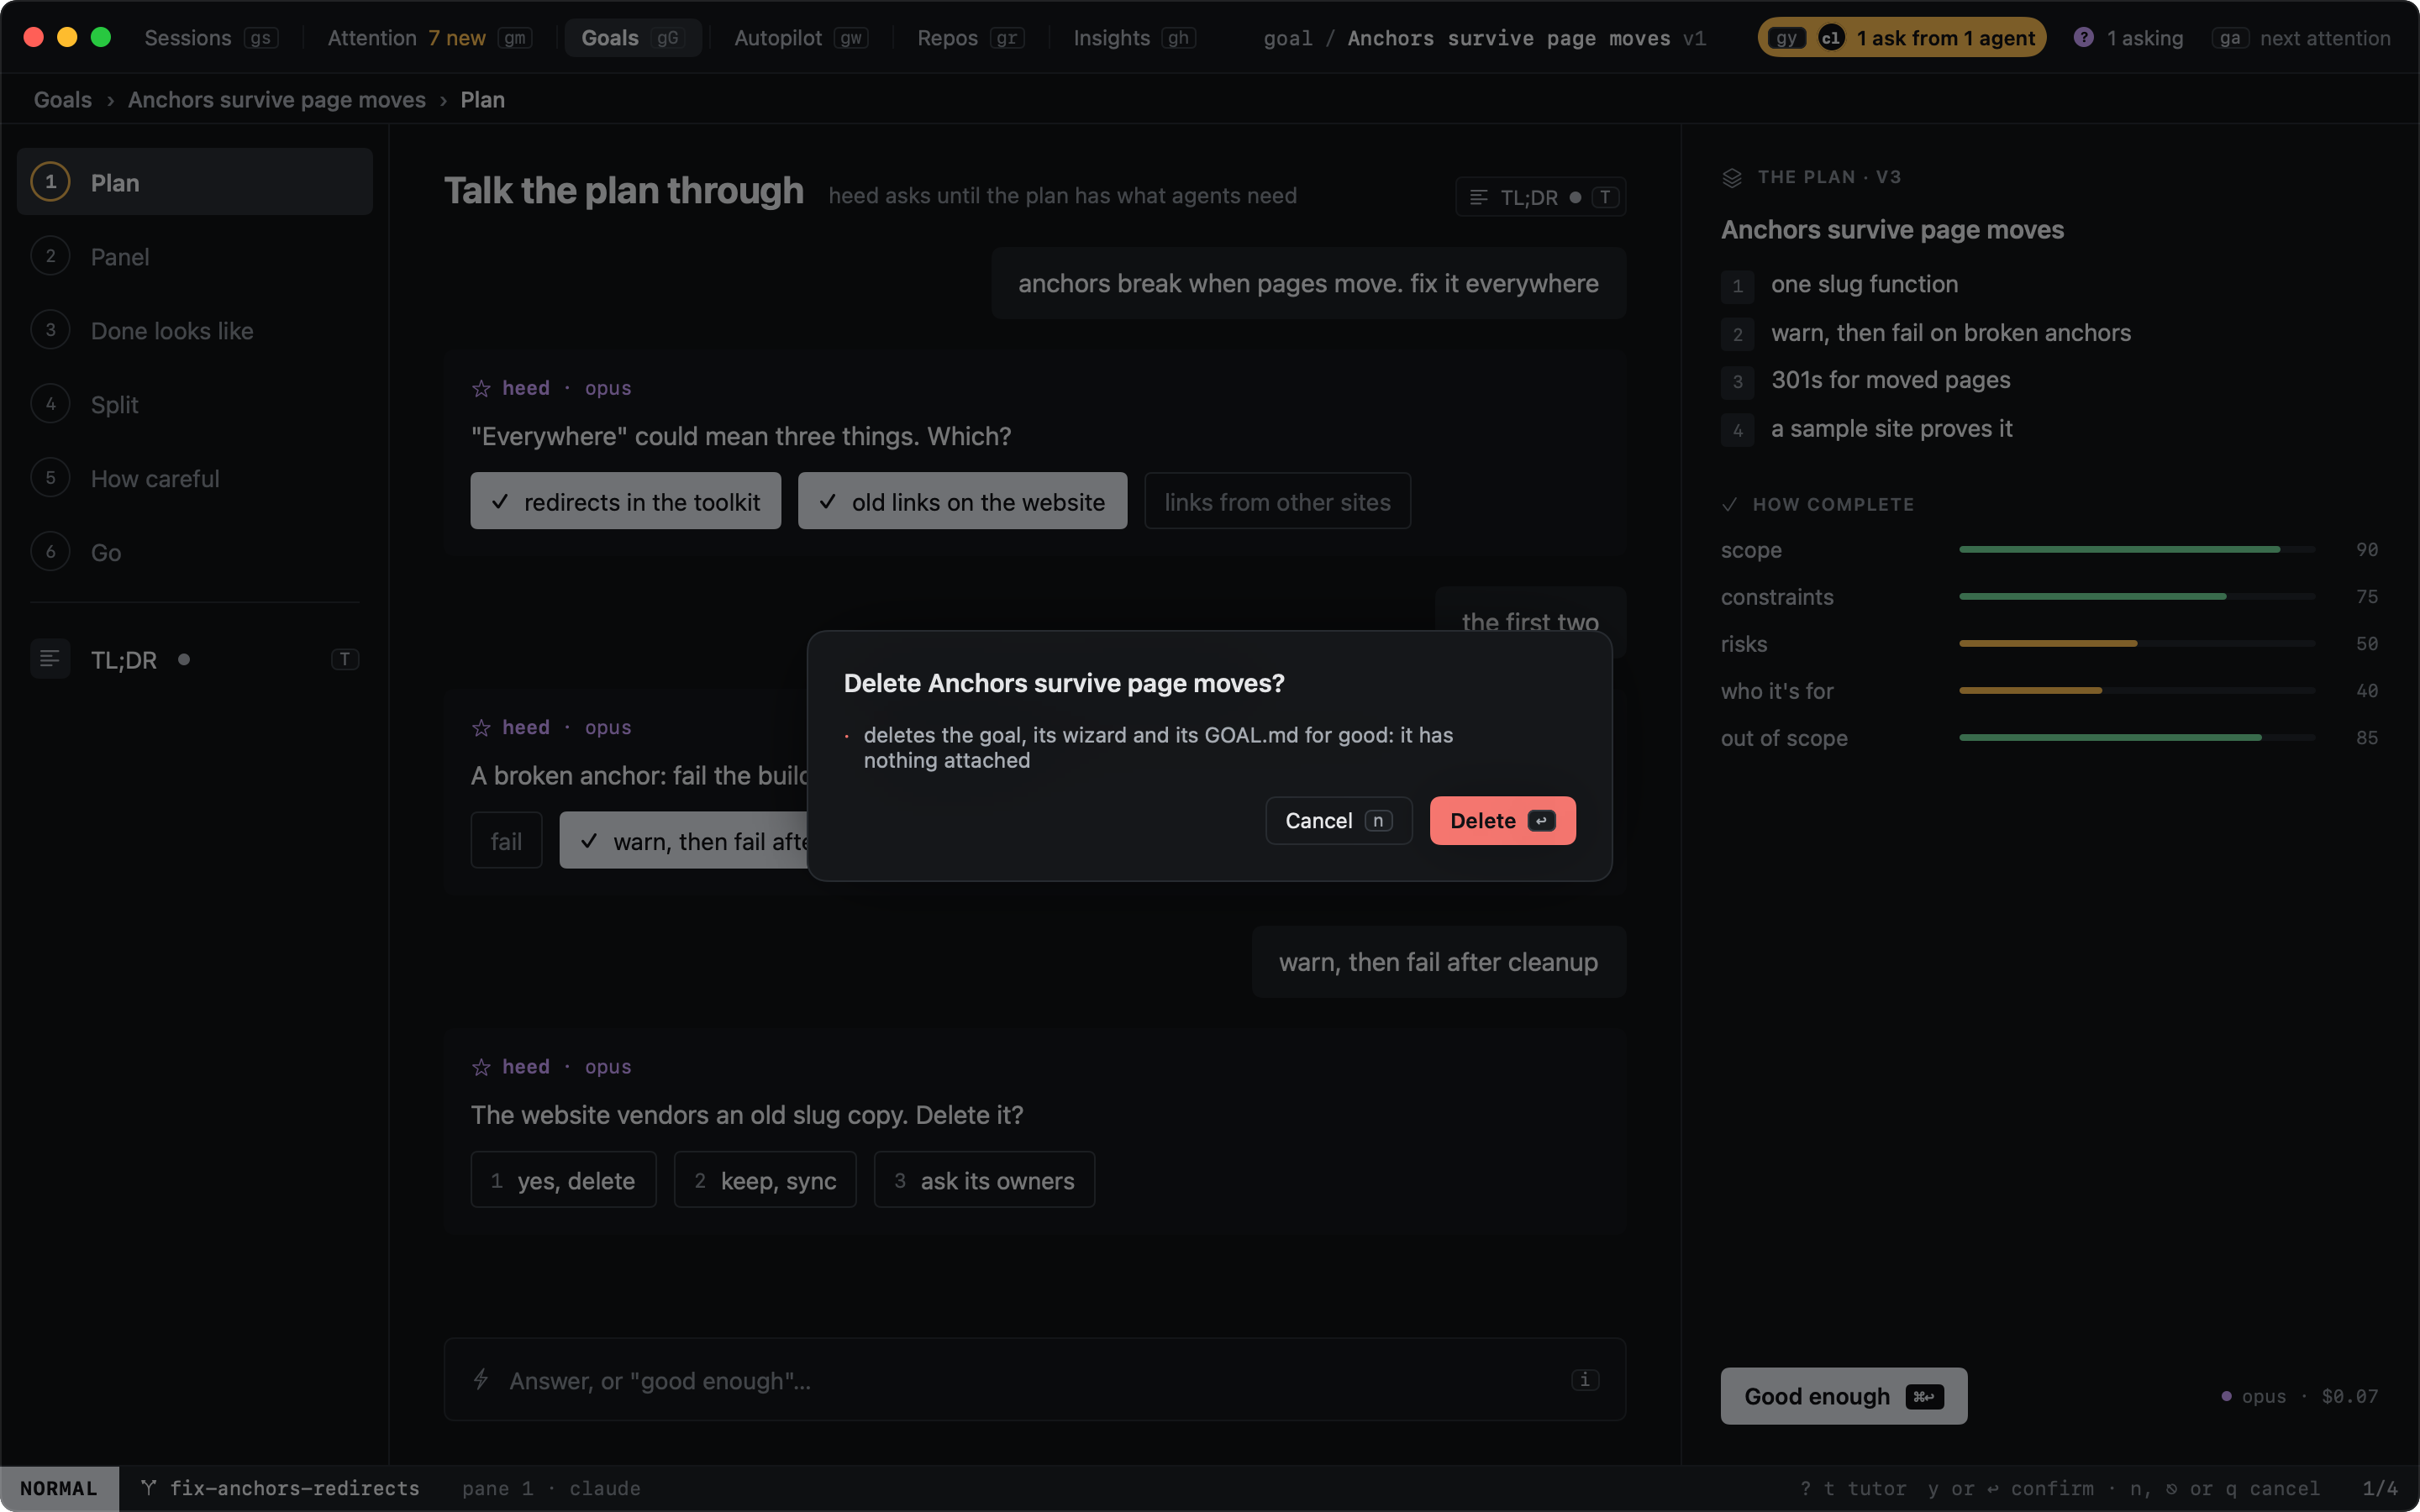 Sessions gs Attention 7 new gm Goals gG Autopilot gw Repos gr Insights gh goal / Anchors survive page moves v1 gy cl 1 ask from 1 agent ? 1 asking ga next attention
Goals › Anchors survive page moves › Plan
1 Plan
2 Panel
3 Done looks like
4 Split
5 How careful
6 Go
TL;DR T
Talk the plan through heed asks until the plan has what agents need TL;DR T
anchors break when pages move. fix it everywhere
heed · opus
"Everywhere" could mean three things. Which?
✓ redirects in the toolkit ✓ old links on the website links from other sites
the first two
heed · opus
A broken anchor: fail the build
fail ✓ warn, then fail afte
warn, then fail after cleanup
heed · opus
The website vendors an old slug copy. Delete it?
1 yes, delete 2 keep, sync 3 ask its owners
Answer, or "good enough"... i
Delete Anchors survive page moves?
· deletes the goal, its wizard and its GOAL.md for good: it has
nothing attached
Cancel n Delete ↩
THE PLAN · V3
Anchors survive page moves
1 one slug function
2 warn, then fail on broken anchors
3 301s for moved pages
4 a sample site proves it
✓ HOW COMPLETE
scope 90
constraints 75
risks 50
who it's for 40
out of scope 85
Good enough ⌘↩ opus · $0.07
NORMAL fix-anchors-redirects pane 1 · claude ? t tutor y or ↩ confirm · n, ⎋ or q cancel 1/4